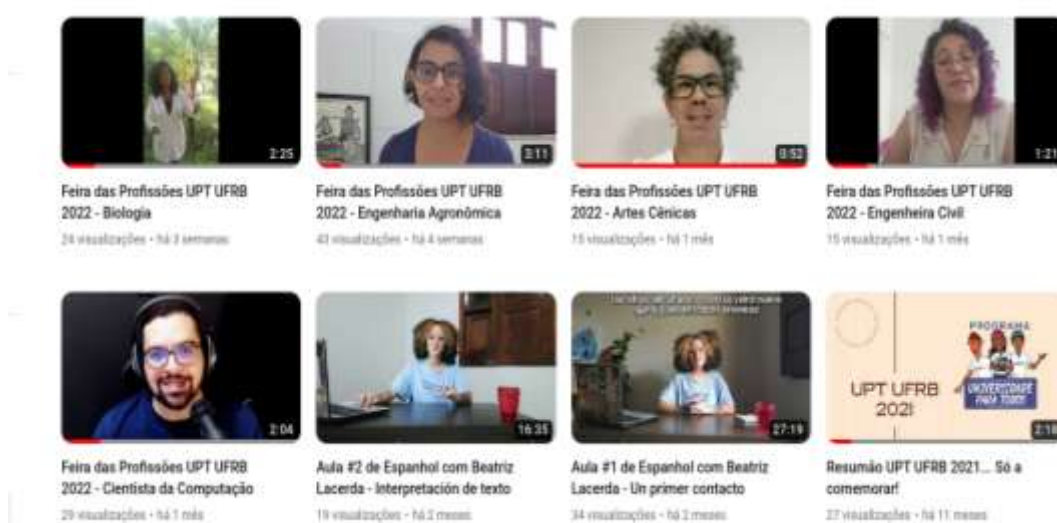 2:25
3:11
0:52
1:21
Feira das Profissões UPT UFRB
2022 - Biologia
24 visualizações • há 3 semanas
Feira das Profissões UPT UFRB
2022 - Engenharia Agronômica
43 visualizações • há 4 semanas
Feira das Profissões UPT UFRB
2022 - Artes Cênicas
15 visualizações • há 1 mês
Feira das Profissões UPT UFRB
2022 - Engenheira Civil
15 visualizações • há 1 mês
2:04
16:35
27:19
PROGRAMA
UNIVERSIDADE
PARA TODOS
UPT UFRB
2021
2:18
Feira das Profissões UPT UFRB
2022 - Cientista da Computação
29 visualizações • há 1 mês
Aula #2 de Espanhol com Beatriz
Lacerda - Interpretación de texto
19 visualizações • há 2 meses
Aula #1 de Espanhol com Beatriz
Lacerda - Un primer contacto
34 visualizações • há 2 meses
Resumão UPT UFRB 2021... Só a
comemorar!
27 visualizações • há 11 meses